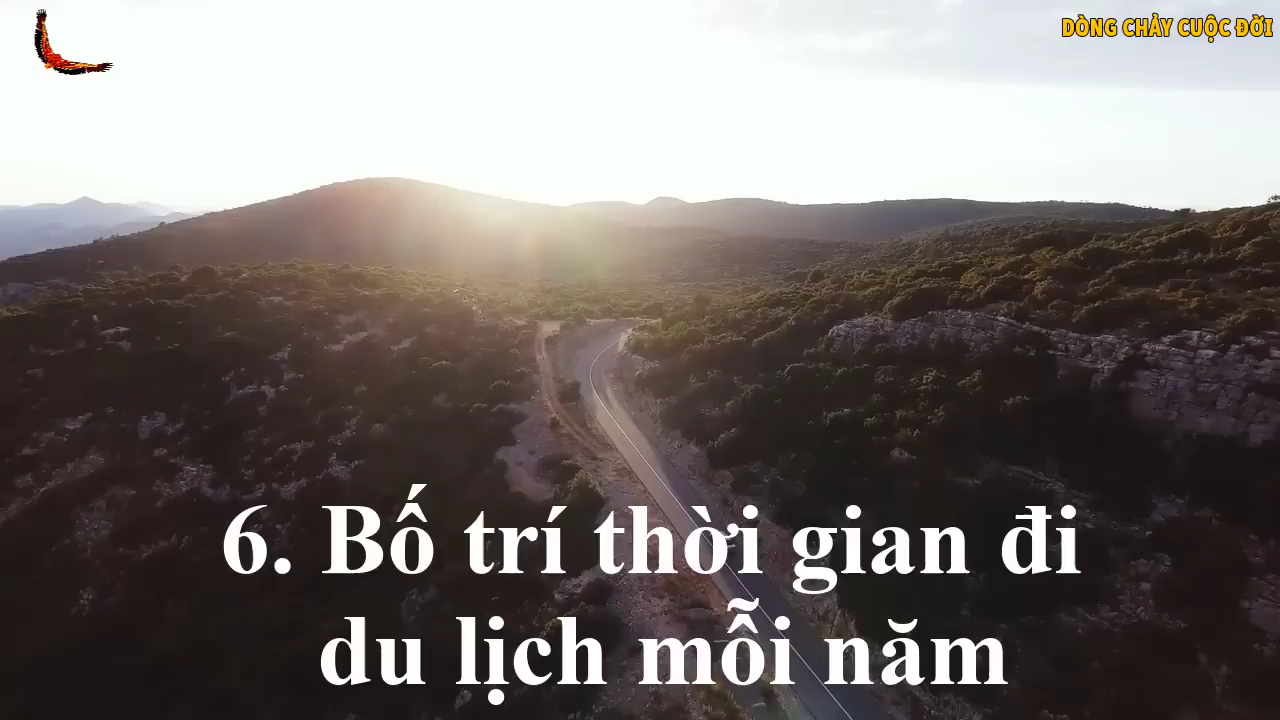 DÒNG CHẢY CUỘC ĐỜI
6. Bố trí thời gian đi
du lịch mỗi năm